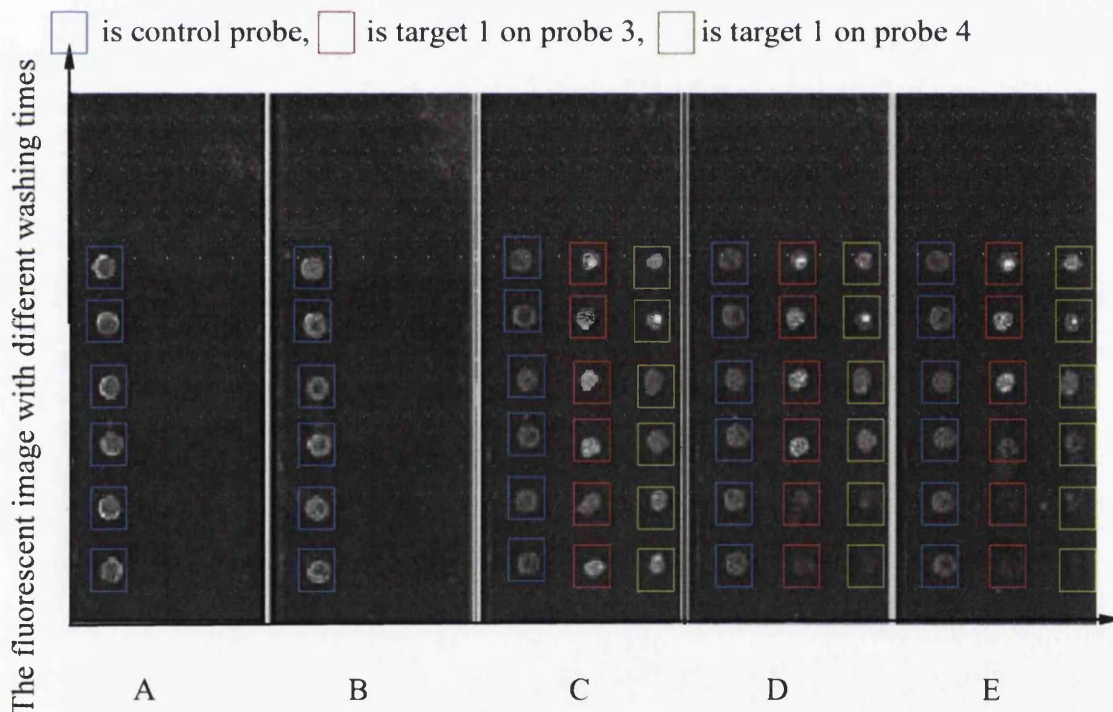 is control probe, is target 1 on probe 3, is target 1 on probe 4
The fluorescent image with different washing times
A B C D E